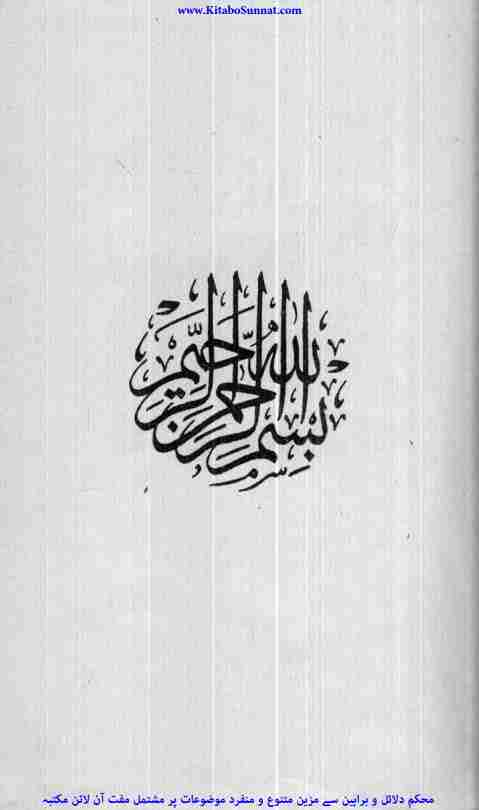 www.KitaboSunnat.com
بسم الله الرحمن الرحيم
محکم دلائل و براہین سے مزین متنوع و منفرد موضوعات پر مشتمل مفت آن لائن مکتبہ